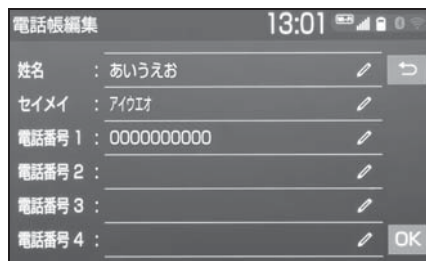 電話帳編集 13:01
姓名 : あいうえお
セイメイ : ｱｲｳｴｵ
電話番号 1 : 0000000000
電話番号 2 :
電話番号 3 :
電話番号 4 :
OK